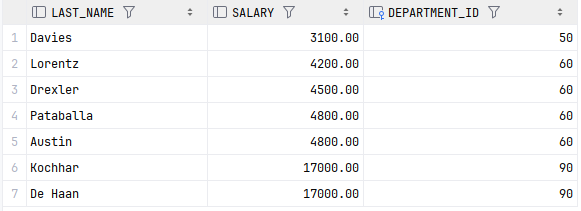 LAST_NAME SALARY DEPARTMENT_ID
1 Davies 3100.00 50
2 Lorentz 4200.00 60
3 Drexler 4500.00 60
4 Pataballa 4800.00 60
5 Austin 4800.00 60
6 Kochhar 17000.00 90
7 De Haan 17000.00 90